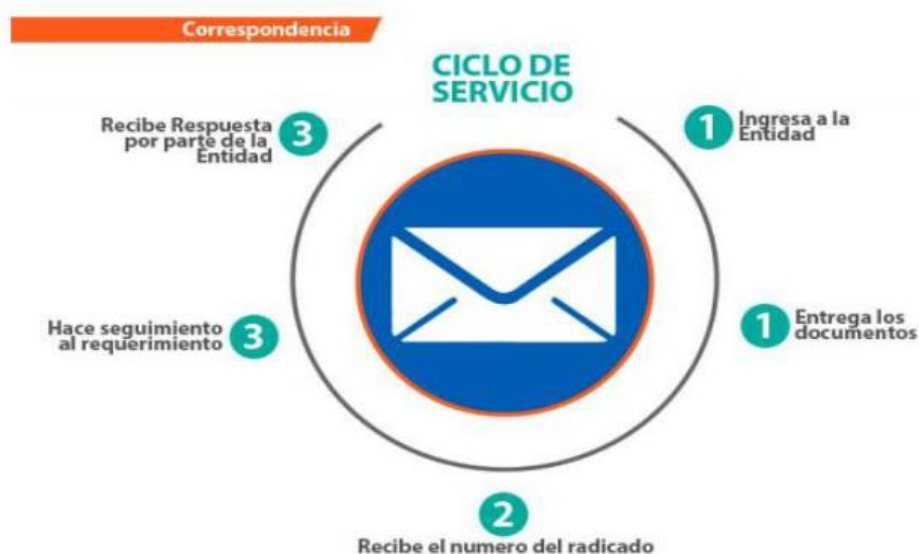 Correspondencia
CICLO DE
SERVICIO
1 Ingresa a la
Entidad
1 Entrega los
documentos
2
Recibe el numero del radicado
Hace seguimiento
al requerimiento 3
Recibe Respuesta
por parte de la
Entidad 3